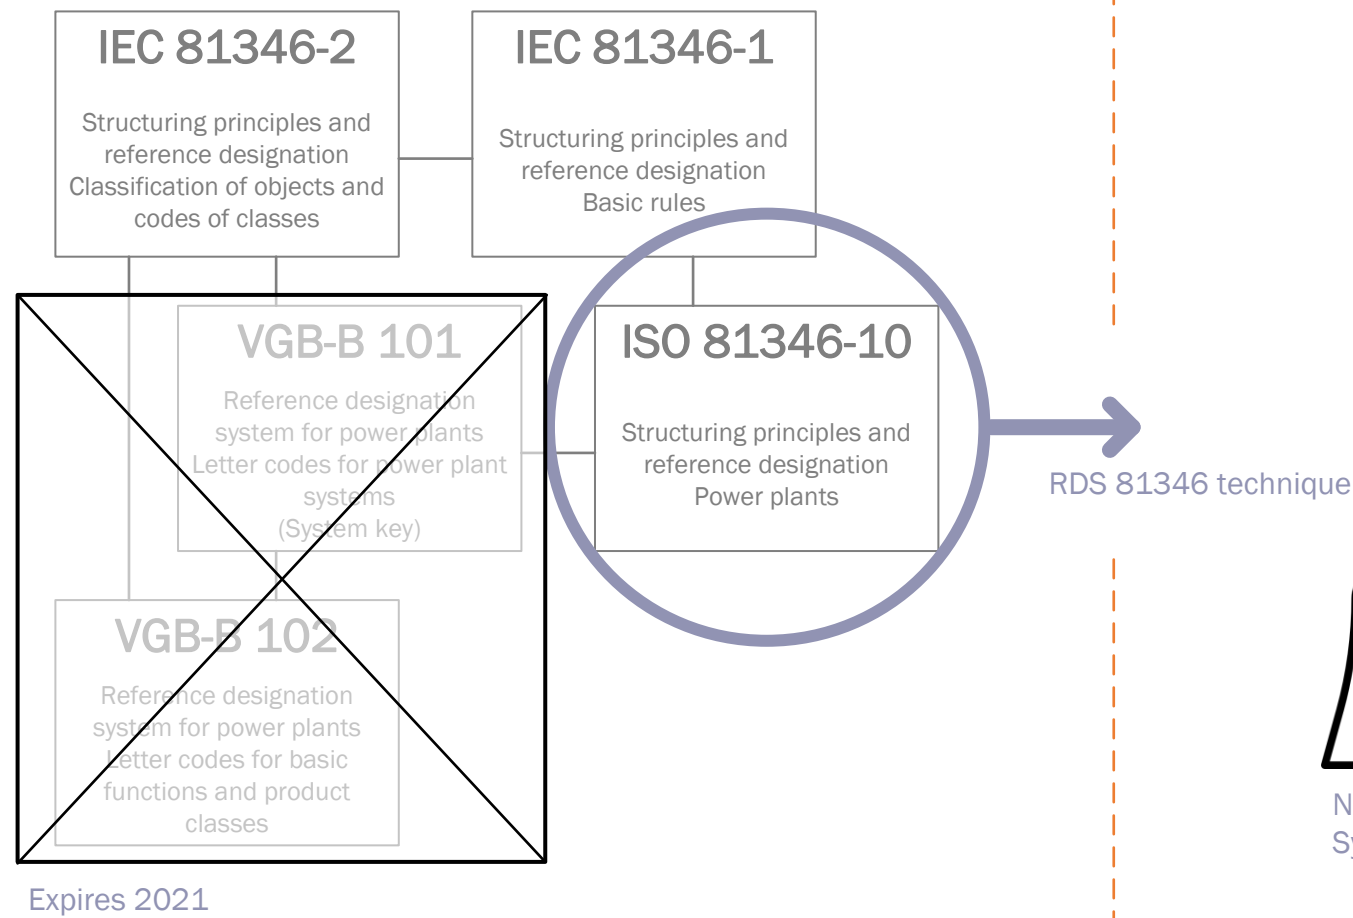 IEC 81346-2
Structuring principles and
reference designation
Classification of objects and
codes of classes
IEC 81346-1
Structuring principles and
reference designation
Basic rules
VGB-B 101
Reference designation
system for power plants
Letter codes for power plant
systems
(System key)
ISO 81346-10
Structuring principles and
reference designation
Power plants
RDS 81346 technique
VGB-B 102
Reference designation
system for power plants
Letter codes for basic
functions and product
classes
Expires 2021